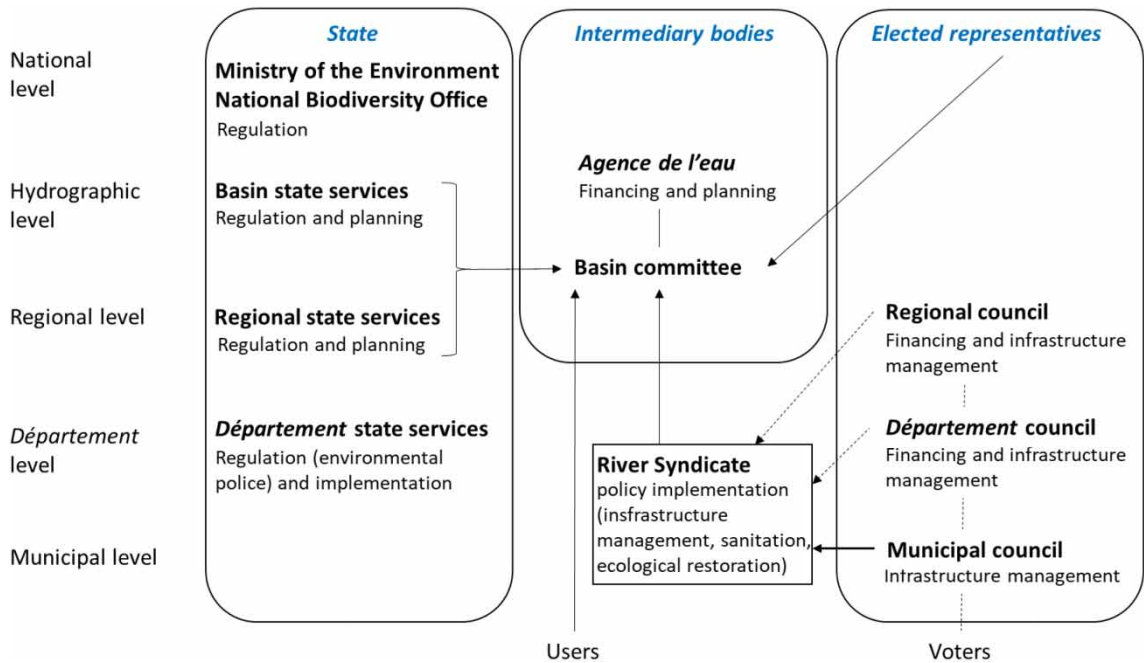 State
Intermediary bodies
Elected representatives
National
level
Ministry of the Environment
National Biodiversity Office
Regulation
Hydrographic
level
Basin state services
Regulation and planning
Agence de l’eau
Financing and planning
Basin committee
Regional level
Regional state services
Regulation and planning
Regional council
Financing and infrastructure
management
Département
level
Département state services
Regulation (environmental
police) and implementation
River Syndicate
policy implementation
(insfrastructure
management, sanitation,
ecological restoration)
Département council
Financing and infrastructure
management
Municipal level
Municipal council
Infrastructure management
Users
Voters